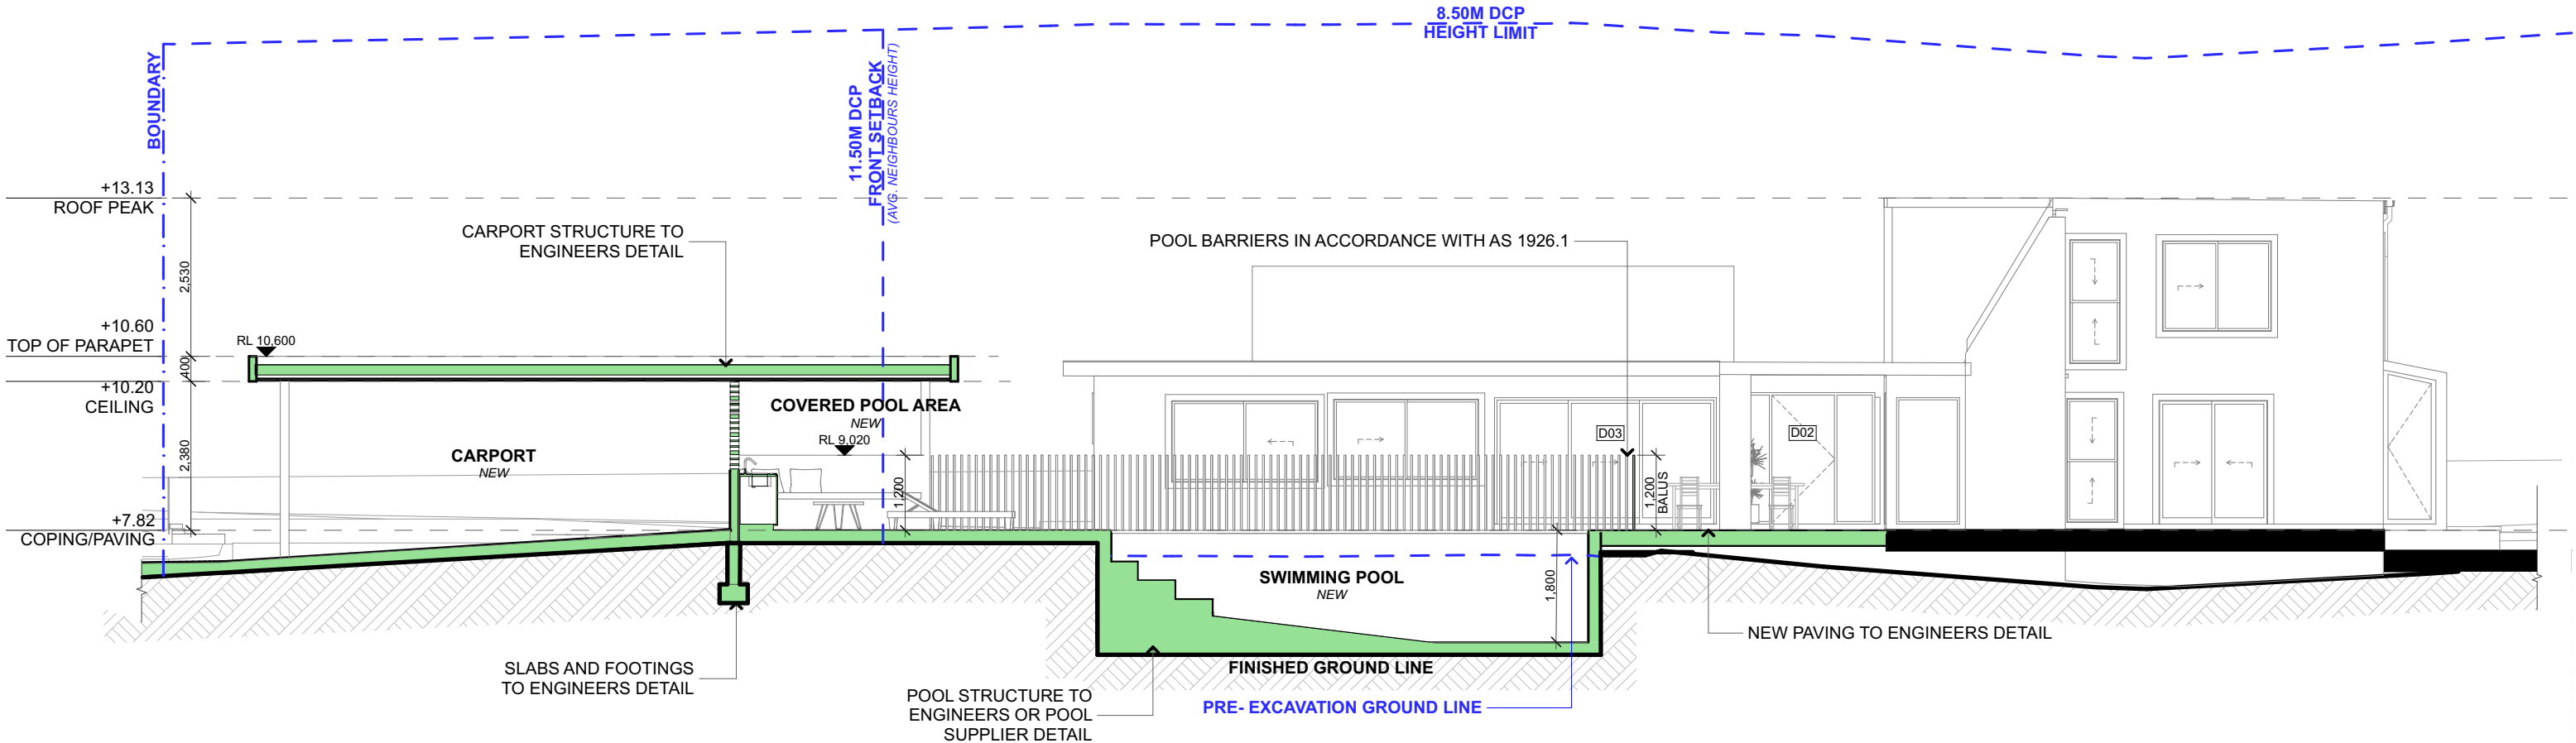 8.50M DCP
HEIGHT LIMIT
BOUNDARY
11.50M DCP
FRONT SETBACK
(AVG. NEIGHBOURS HEIGHT)
+13.13
ROOF PEAK
2,530
CARPORT STRUCTURE TO
ENGINEERS DETAIL
POOL BARRIERS IN ACCORDANCE WITH AS 1926.1
+10.60
TOP OF PARAPET
RL 10,600
400
+10.20
CEILING
2,380
COVERED POOL AREA
NEW
RL 9,020
CARPORT
NEW
D03
D02
1,200
1,200
BALUS
+7.82
COPING/PAVING
SWIMMING POOL
NEW
1,800
NEW PAVING TO ENGINEERS DETAIL
SLABS AND FOOTINGS
TO ENGINEERS DETAIL
FINISHED GROUND LINE
POOL STRUCTURE TO
ENGINEERS OR POOL
SUPPLIER DETAIL
PRE- EXCAVATION GROUND LINE